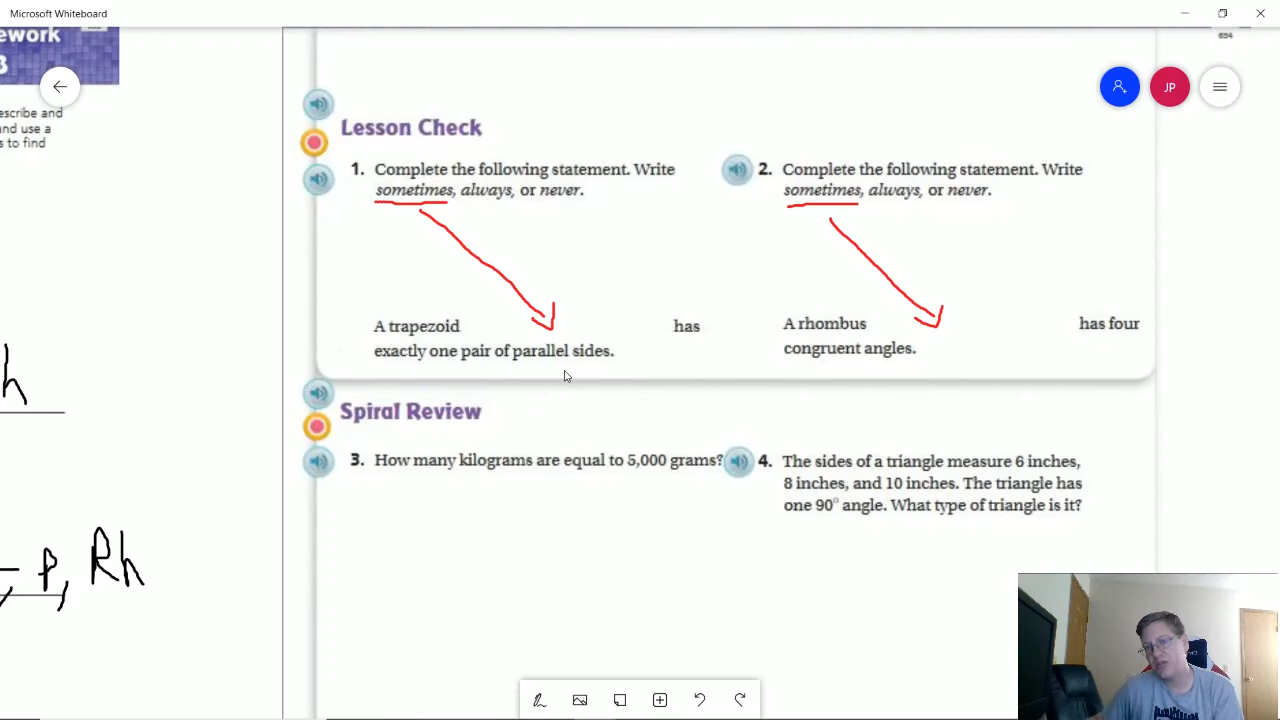 Microsoft Whiteboard
ework
3
escribe and
nd use a
s to find
654
JP
Lesson Check
1. Complete the following statement. Write
sometimes, always, or never.
A trapezoid has
exactly one pair of parallel sides.
2. Complete the following statement. Write
sometimes, always, or never.
A rhombus has four
congruent angles.
Spiral Review
3. How many kilograms are equal to 5,000 grams?
4. The sides of a triangle measure 6 inches,
8 inches, and 10 inches. The triangle has
one 90° angle. What type of triangle is it?
h
P, Rh